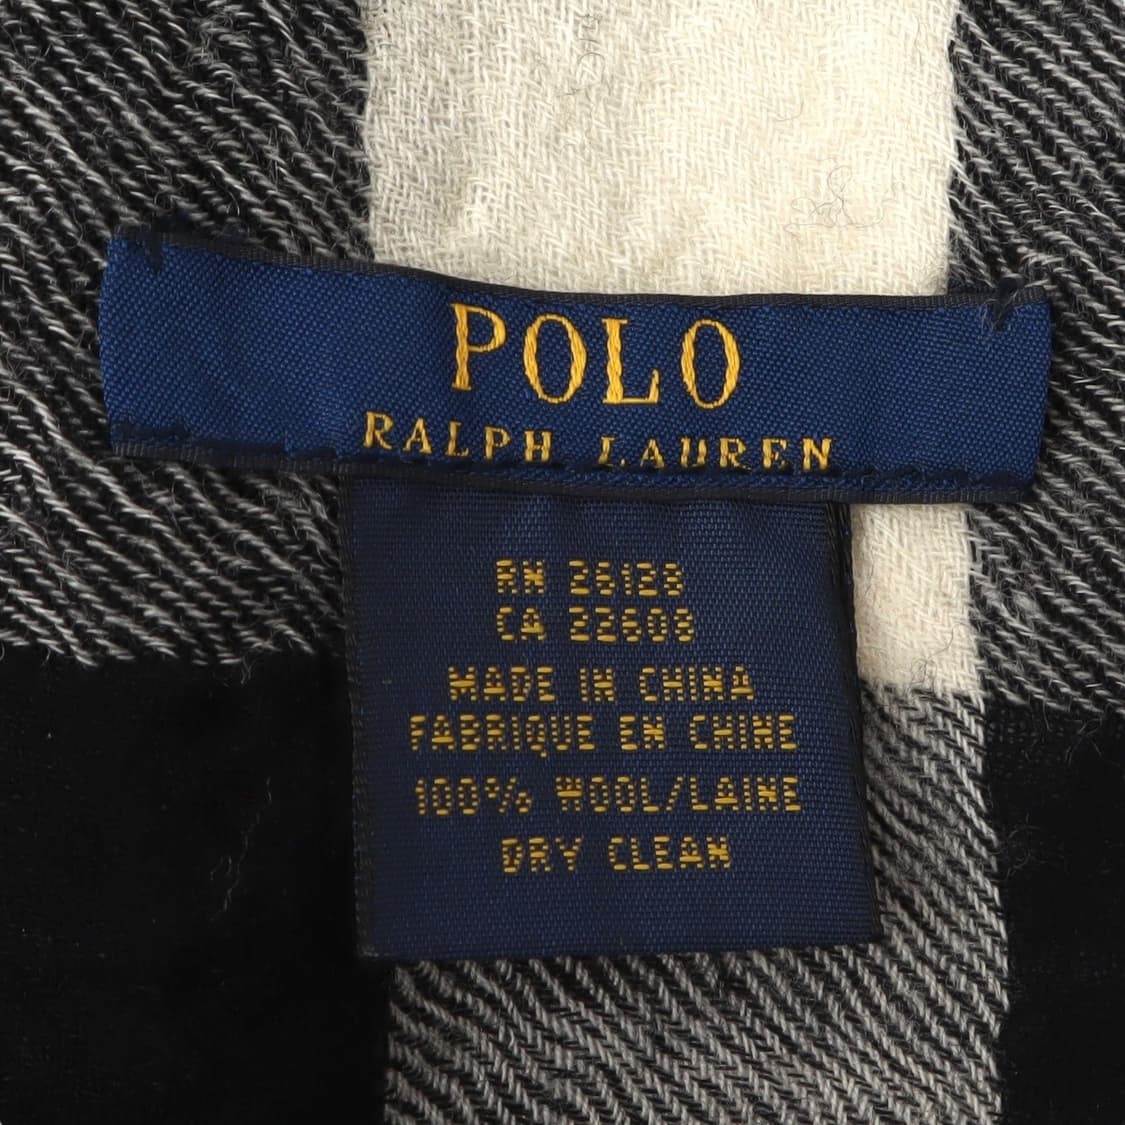 POLO
RALPH LAUREN
RN 26128
CA 22608
MADE IN CHINA
FABRIQUE EN CHINE
100% WOOL/LAINE
DRY CLEAN